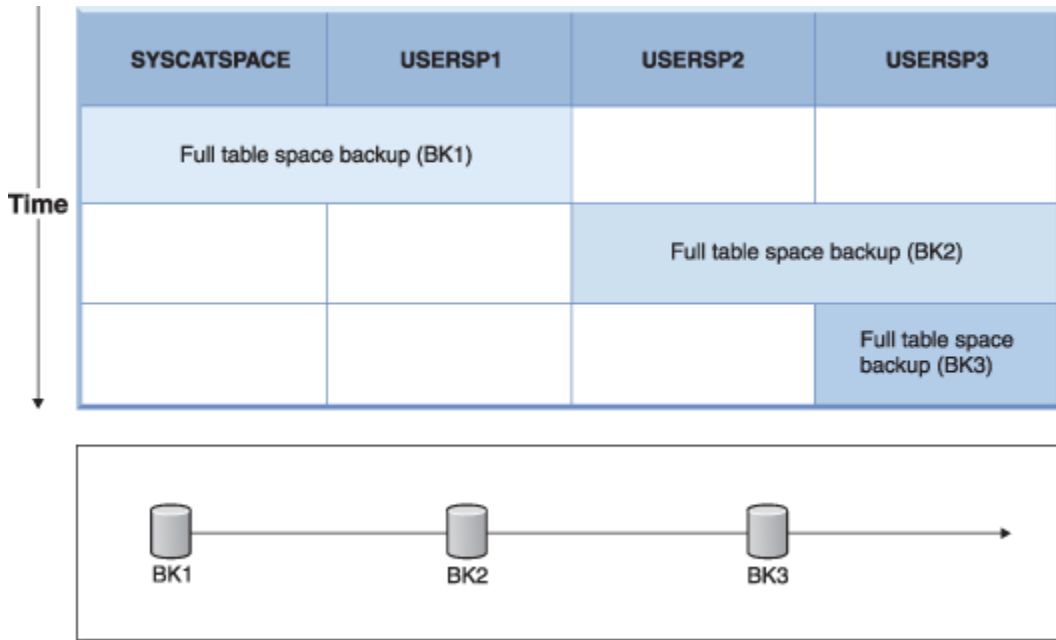 SYSCATSPACE USERSP1 USERSP2 USERSP3
Full table space backup (BK1)
Time
Full table space backup (BK2)
Full table space
backup (BK3)
BK1 BK2 BK3